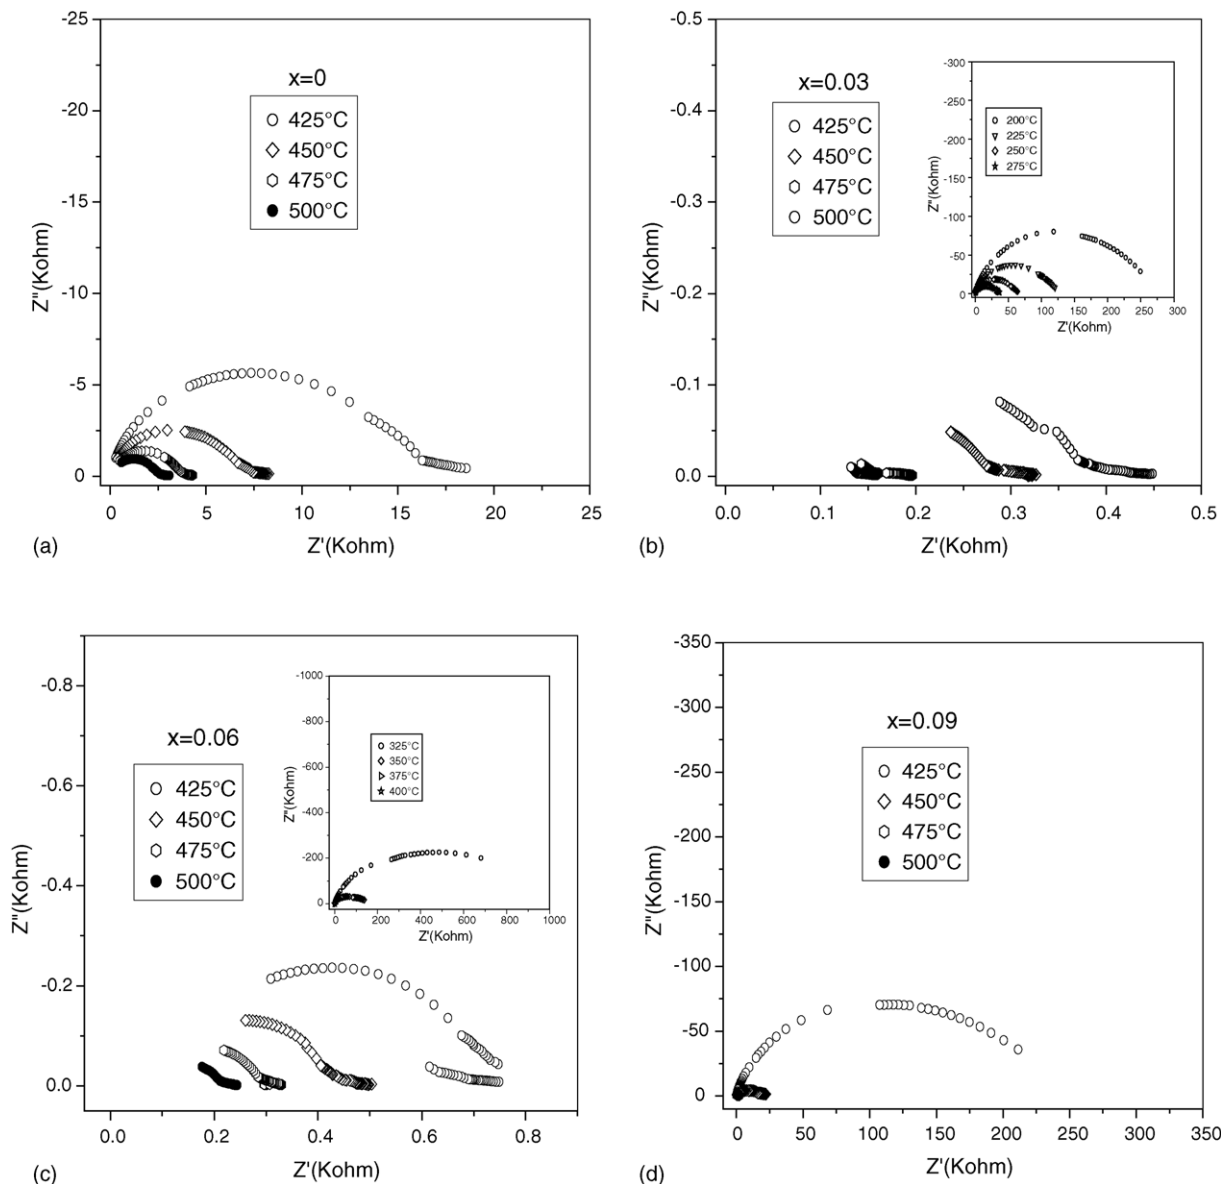 -25
-20
-15
-10
-5
0
Z''(Kohm)
x=0
425°C
450°C
475°C
500°C
0 5 10 15 20 25
Z'(Kohm)
(a)
-0.5
-0.4
-0.3
-0.2
-0.1
0.0
Z''(Kohm)
x=0.03
425°C
450°C
475°C
500°C
-300
-250
-200
-150
-100
-50
0
Z''(Kohm)
200°C
225°C
250°C
275°C
0 50 100 150 200 250 300
Z'(Kohm)
0.0 0.1 0.2 0.3 0.4 0.5
Z'(Kohm)
(b)
-0.8
-0.6
-0.4
-0.2
0.0
Z''(Kohm)
x=0.06
425°C
450°C
475°C
500°C
-1000
-800
-600
-400
-200
0
Z''(Kohm)
325°C
350°C
375°C
400°C
0 200 400 600 800 1000
Z'(Kohm)
0.0 0.2 0.4 0.6 0.8
Z'(Kohm)
(c)
-350
-300
-250
-200
-150
-100
-50
0
Z''(Kohm)
x=0.09
425°C
450°C
475°C
500°C
0 50 100 150 200 250 300 350
Z'(Kohm)
(d)